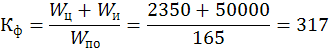 Кф = (Wц + Wи) / Wпо = (2350 + 50000) / 165 = 317